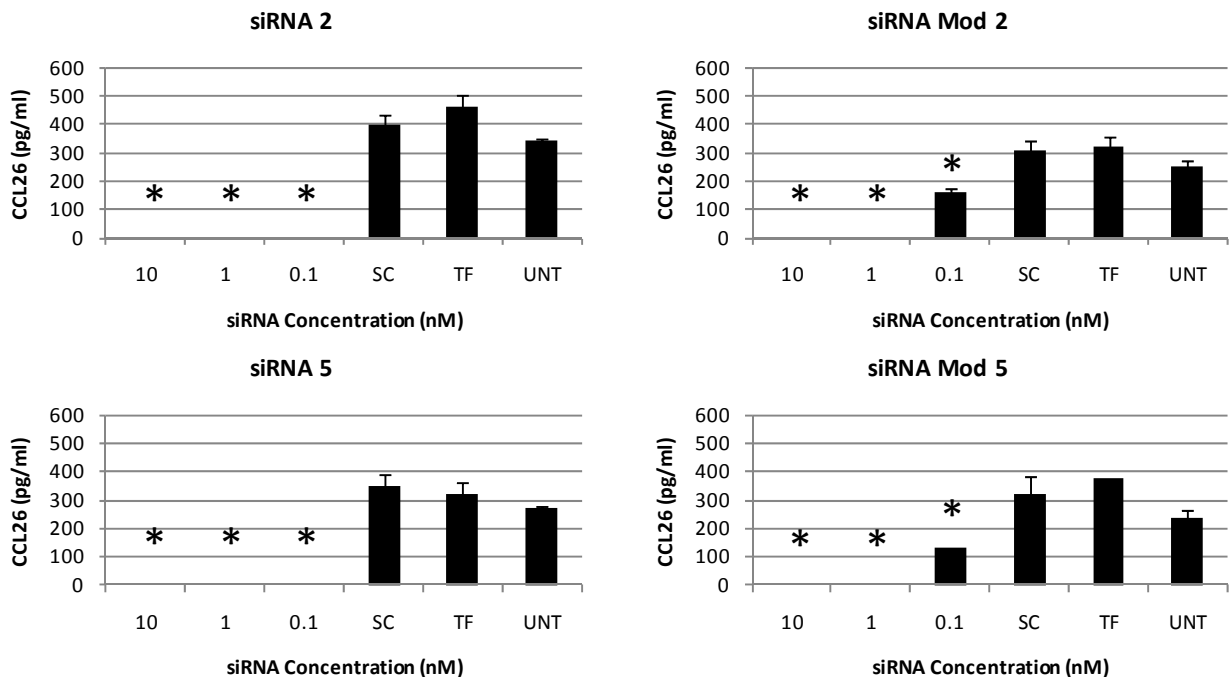 siRNA 2
CCL26 (pg/ml)
600
500
400
300
200
100
0
* * *
10 1 0.1 SC TF UNT
siRNA Concentration (nM)
siRNA Mod 2
CCL26 (pg/ml)
600
500
400
300
200
100
0
* * *
10 1 0.1 SC TF UNT
siRNA Concentration (nM)
siRNA 5
CCL26 (pg/ml)
600
500
400
300
200
100
0
* * *
10 1 0.1 SC TF UNT
siRNA Concentration (nM)
siRNA Mod 5
CCL26 (pg/ml)
600
500
400
300
200
100
0
* * *
10 1 0.1 SC TF UNT
siRNA Concentration (nM)